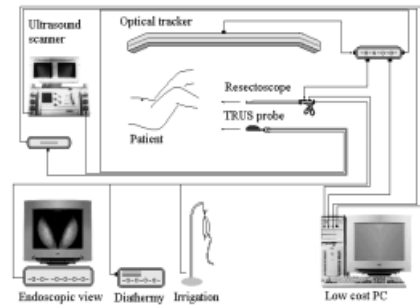 Ultrasound
scanner
Optical tracker
Resectoscope
TRUS probe
Patient
Endoscopic view
Diathermy
Irrigation
Low cost PC